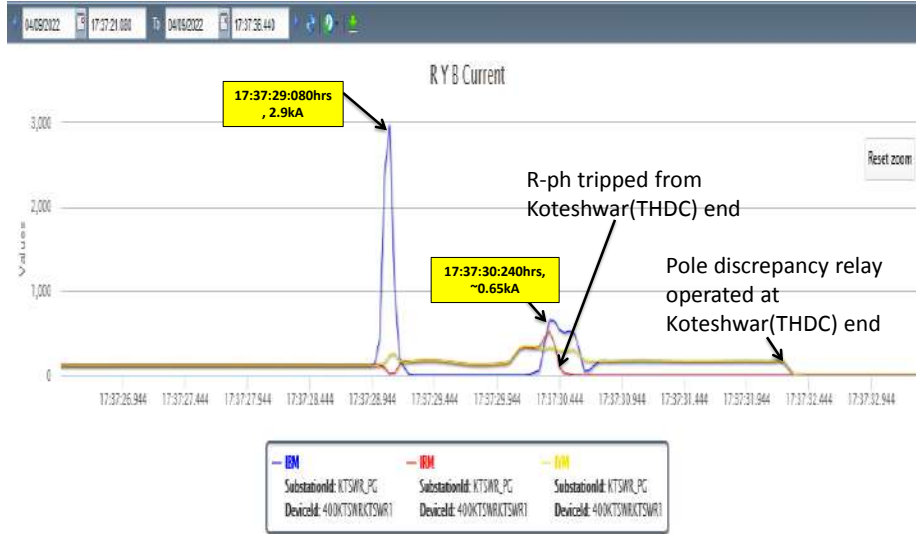 04/09/2022 17:37:21.080 To 04/09/2022 17:37:36.440
R Y B Current
17:37:29:080hrs
, 2.9kA
3,000
Reset zoom
R-ph tripped from
Koteshwar(THDC) end
2,000
Values
17:37:30:240hrs,
~0.65kA
Pole discrepancy relay
operated at
Koteshwar(THDC) end
1,000
0
17:37:26.944 17:37:27.444 17:37:27.944 17:37:28.444 17:37:28.944 17:37:29.444 17:37:29.944 17:37:30.444 17:37:30.944 17:37:31.444 17:37:31.944 17:37:32.444 17:37:32.944
IBM IRM IYM
SubstationId: KTSWR_PG SubstationId: KTSWR_PG SubstationId: KTSWR_PG
DeviceId: 400KTSWRKTSWR1 DeviceId: 400KTSWRKTSWR1 DeviceId: 400KTSWRKTSWR1